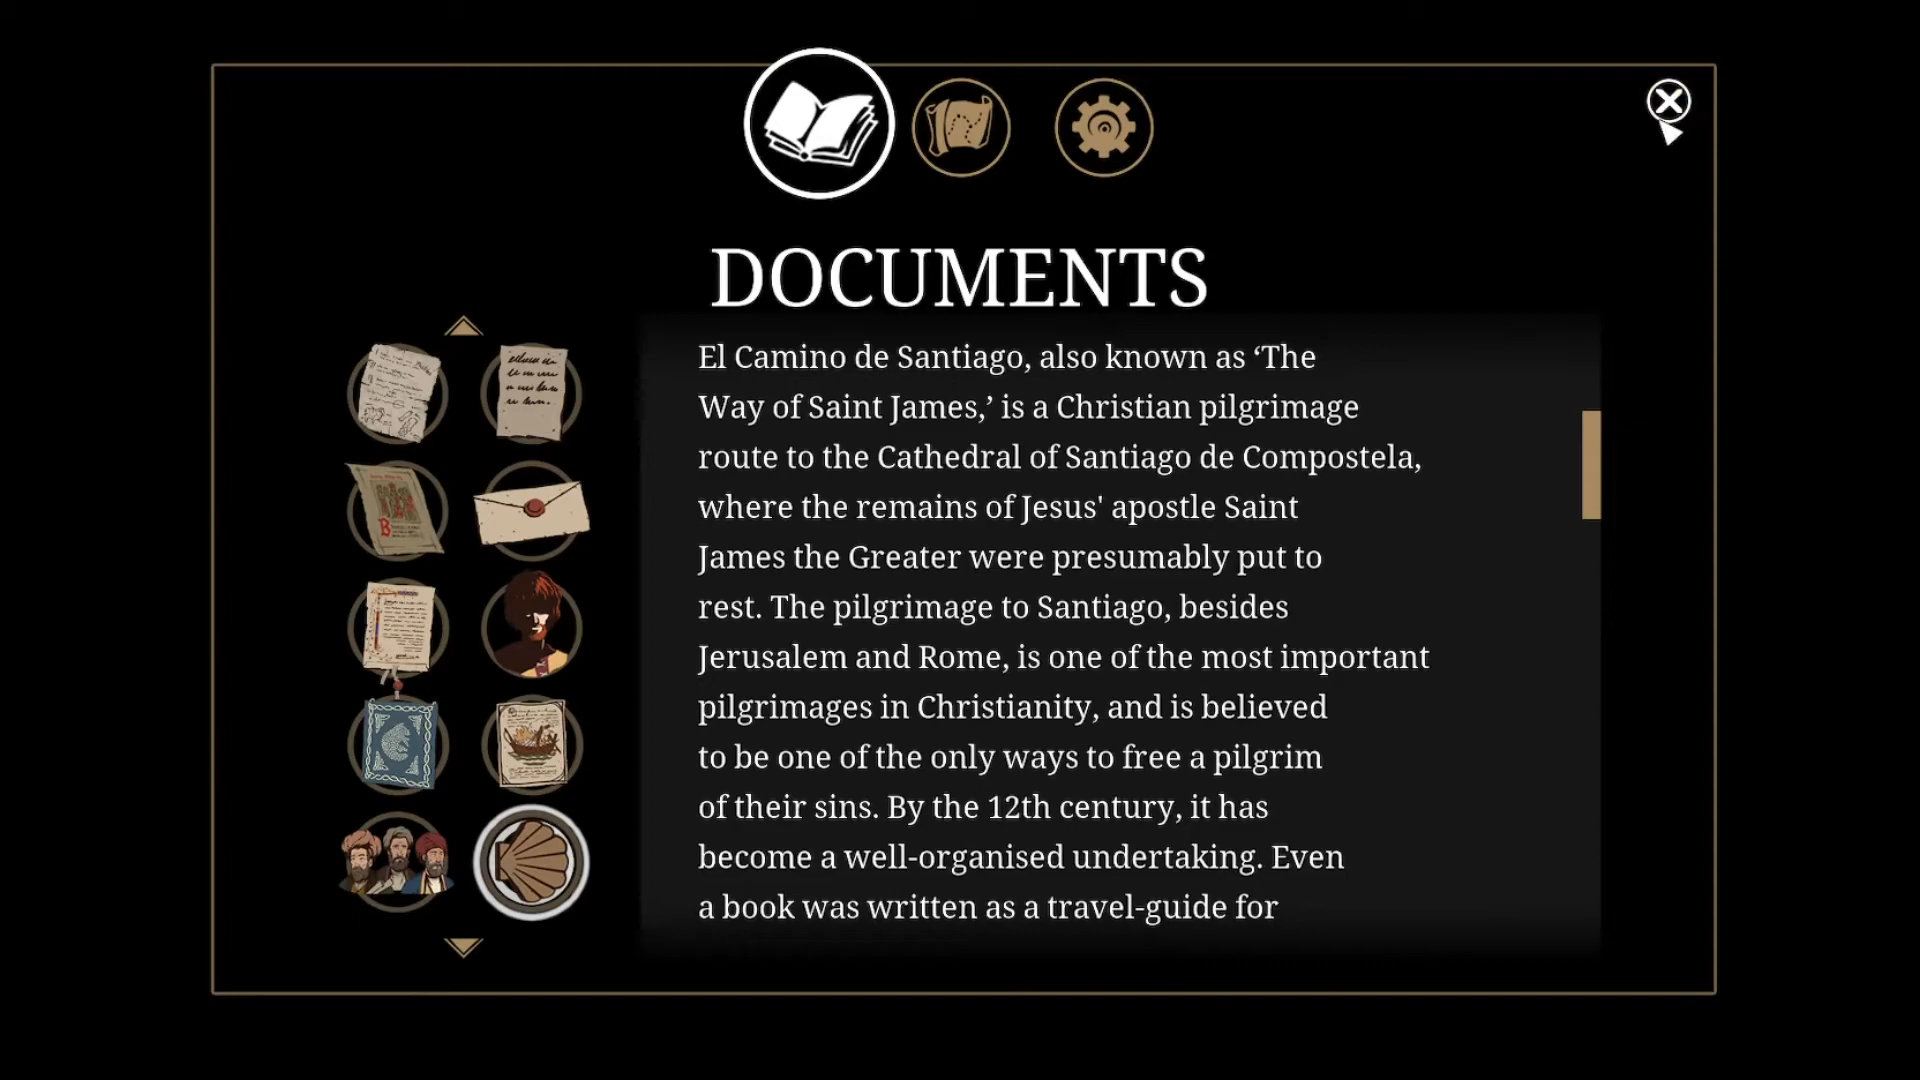 DOCUMENTS
El Camino de Santiago, also known as ‘The
Way of Saint James,’ is a Christian pilgrimage
route to the Cathedral of Santiago de Compostela,
where the remains of Jesus' apostle Saint
James the Greater were presumably put to
rest. The pilgrimage to Santiago, besides
Jerusalem and Rome, is one of the most important
pilgrimages in Christianity, and is believed
to be one of the only ways to free a pilgrim
of their sins. By the 12th century, it has
become a well-organised undertaking. Even
a book was written as a travel-guide for